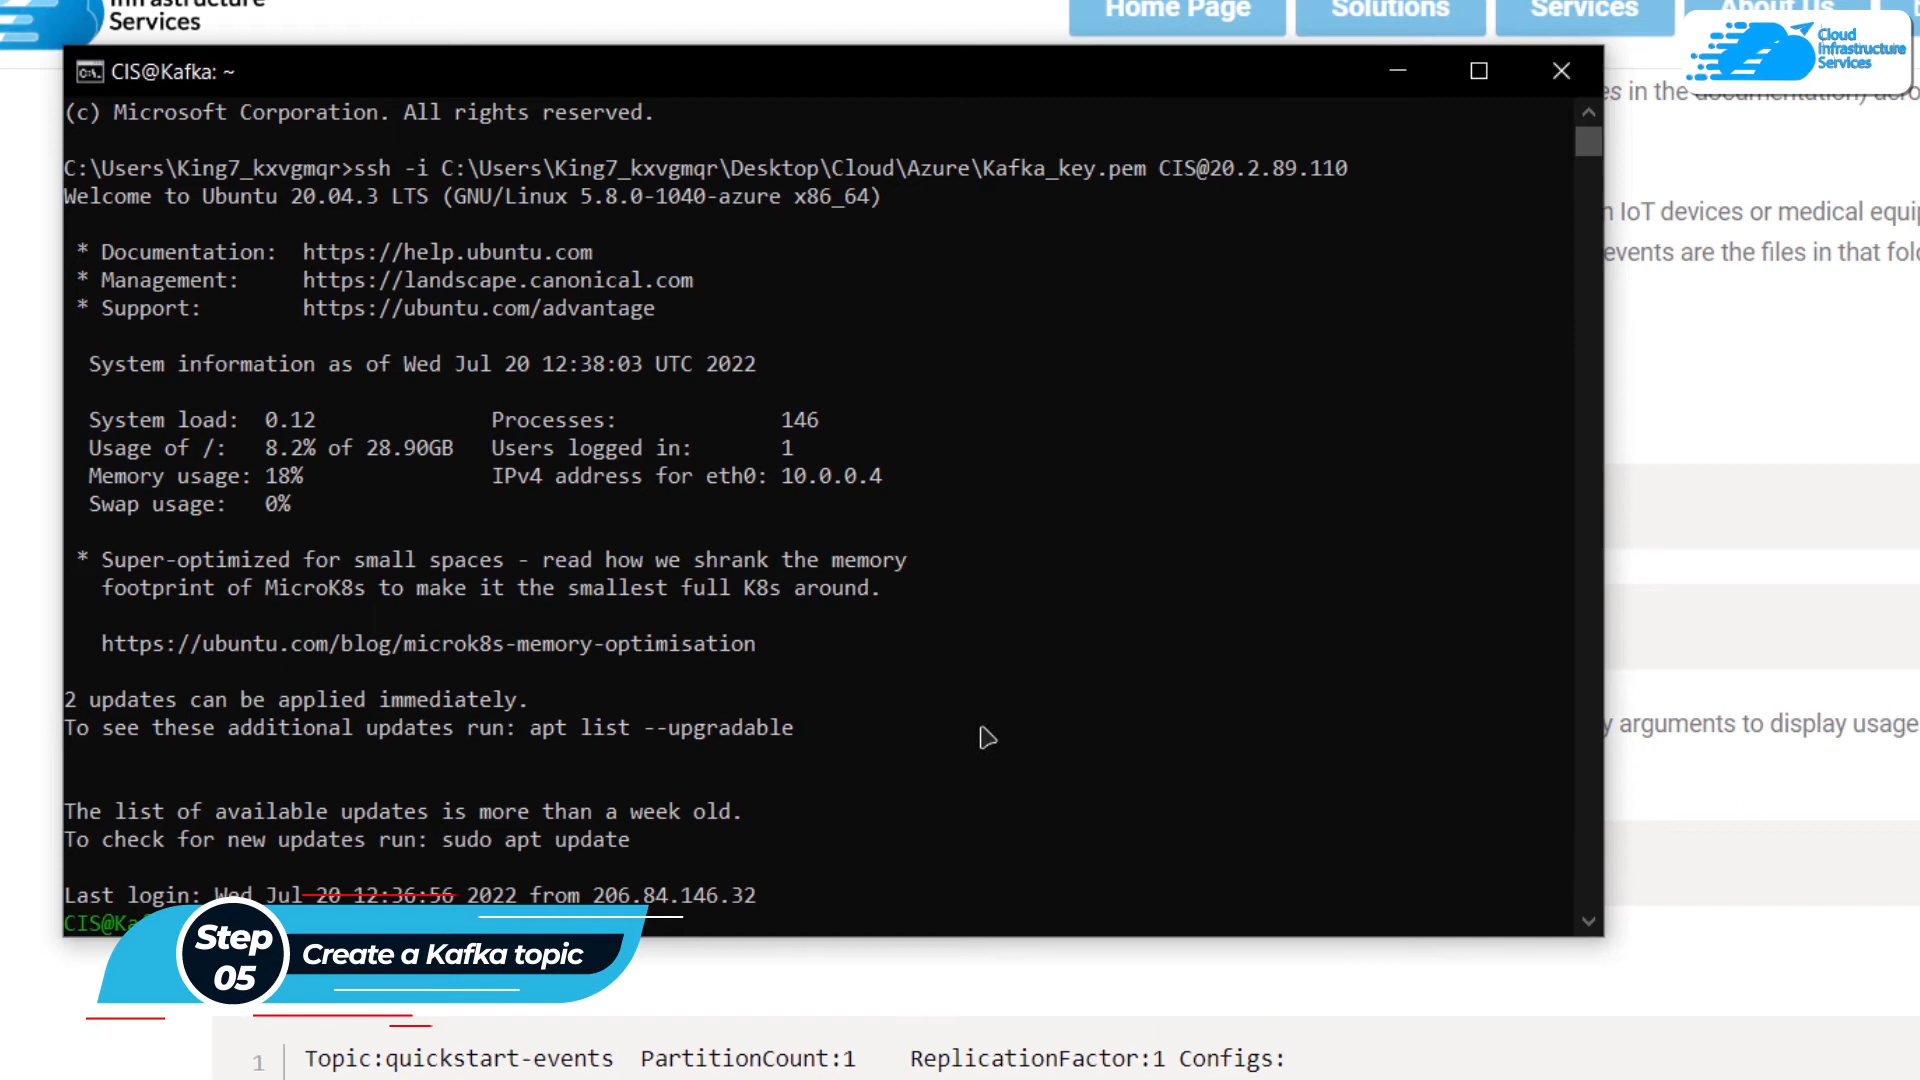 Services
Home Page
Solutions
Services
About Us
Cloud
Infrastructure
Services
CIS@Kafka: ~
(c) Microsoft Corporation. All rights reserved.
in the documentation)
C:\Users\King7_kxvgmqr>ssh -i C:\Users\King7_kxvgmqr\Desktop\Cloud\Azure\Kafka_key.pem CIS@20.2.89.110
Welcome to Ubuntu 20.04.3 LTS (GNU/Linux 5.8.0-1040-azure x86_64)
IoT devices or medical
* Documentation: https://help.ubuntu.com
events are the files in that
* Management: https://landscape.canonical.com
* Support: https://ubuntu.com/advantage
System information as of Wed Jul 20 12:38:03 UTC 2022
System load: 0.12 Processes: 146
Usage of /: 8.2% of 28.90GB Users logged in: 1
Memory usage: 18% IPv4 address for eth0: 10.0.0.4
Swap usage: 0%
* Super-optimized for small spaces - read how we shrank the memory
footprint of MicroK8s to make it the smallest full K8s around.
https://ubuntu.com/blog/microk8s-memory-optimisation
2 updates can be applied immediately.
To see these additional updates run: apt list --upgradable
arguments to display usage
The list of available updates is more than a week old.
To check for new updates run: sudo apt update
Last login: Wed Jul 20 12:36:56 2022 from 206.84.146.32
CIS@Ka
Step
05
Create a Kafka topic
1 Topic:quickstart-events PartitionCount:1 ReplicationFactor:1 Configs: